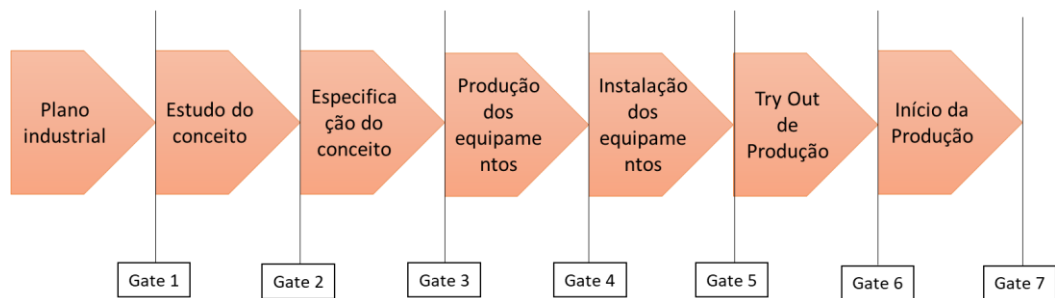 Plano
industrial
Estudo do
conceito
Especifica
ção do
conceito
Produção
dos
equipame
ntos
Instalação
dos
equipame
ntos
Try Out
de
Produção
Início da
Produção
Gate 1
Gate 2
Gate 3
Gate 4
Gate 5
Gate 6
Gate 7